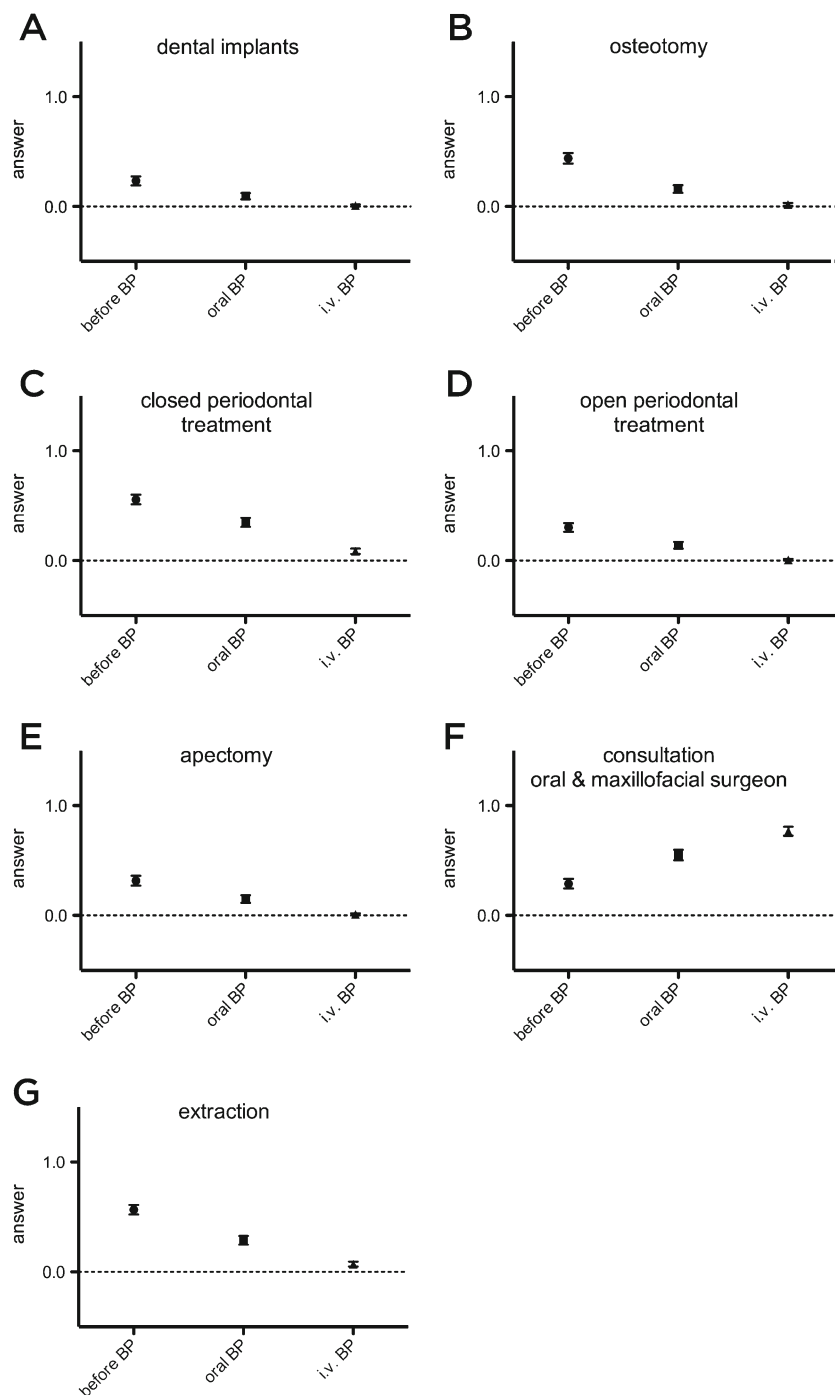 A
dental implants
answer
1.0
0.0
before BP
oral BP
i.v. BP
B
osteotomy
answer
1.0
0.0
before BP
oral BP
i.v. BP
C
closed periodontal
treatment
answer
1.0
0.0
before BP
oral BP
i.v. BP
D
open periodontal
treatment
answer
1.0
0.0
before BP
oral BP
i.v. BP
E
apectomy
answer
1.0
0.0
before BP
oral BP
i.v. BP
F
consultation
oral & maxillofacial surgeon
answer
1.0
0.0
before BP
oral BP
i.v. BP
G
extraction
answer
1.0
0.0
before BP
oral BP
i.v. BP